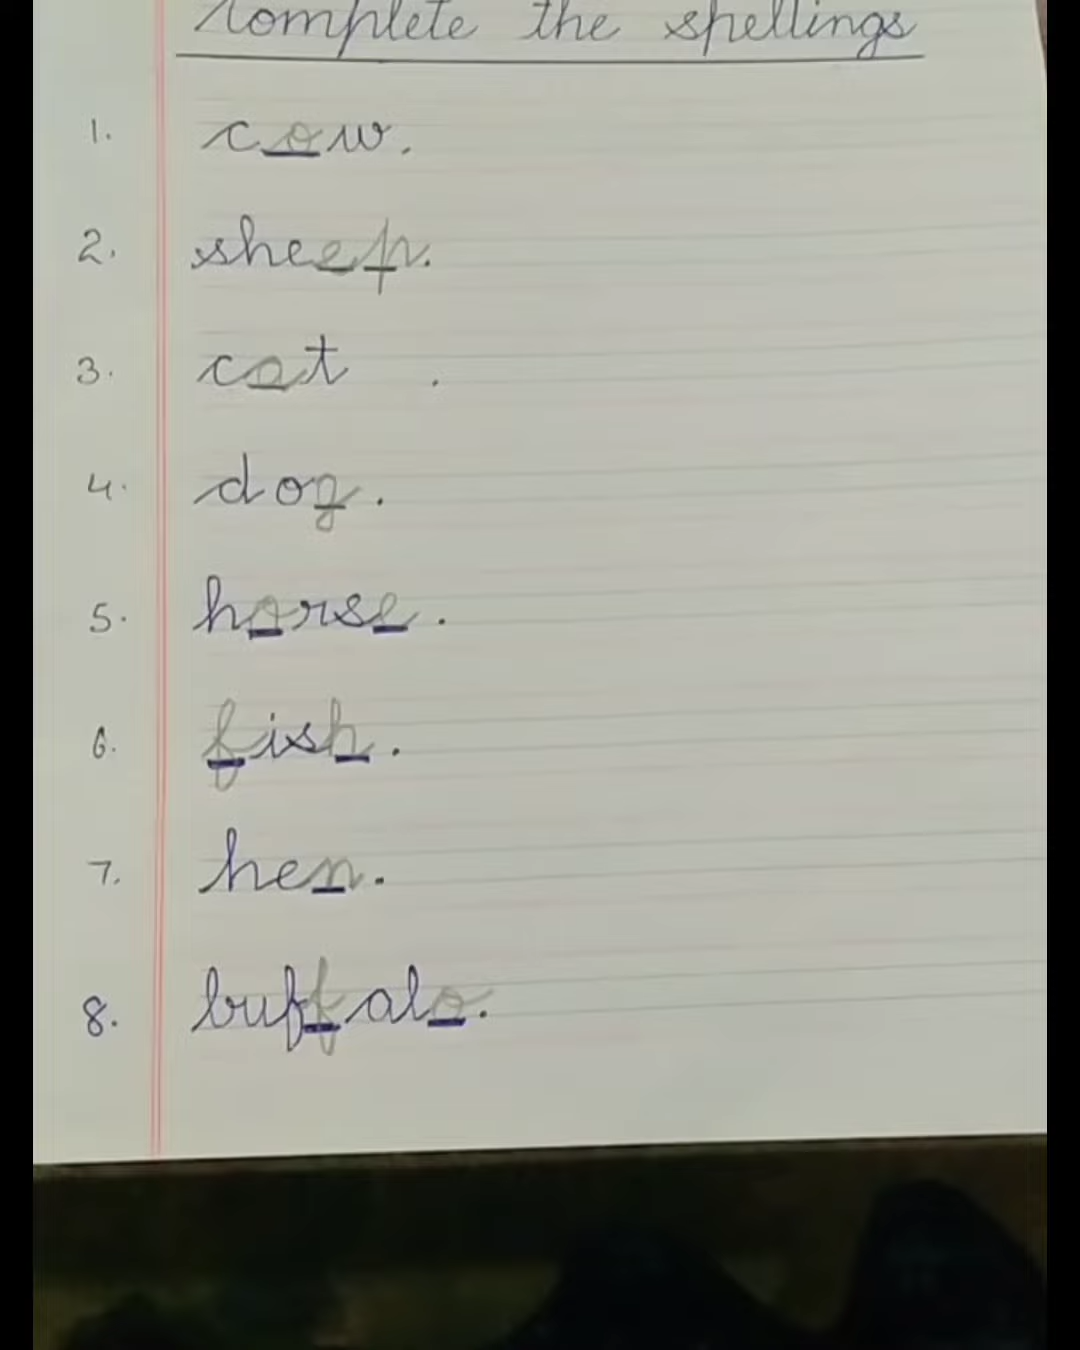 Complete the spellings
1. cow.
2. sheep.
3. cat .
4. dog.
5. horse.
6. fish.
7. hen.
8. buffalo.